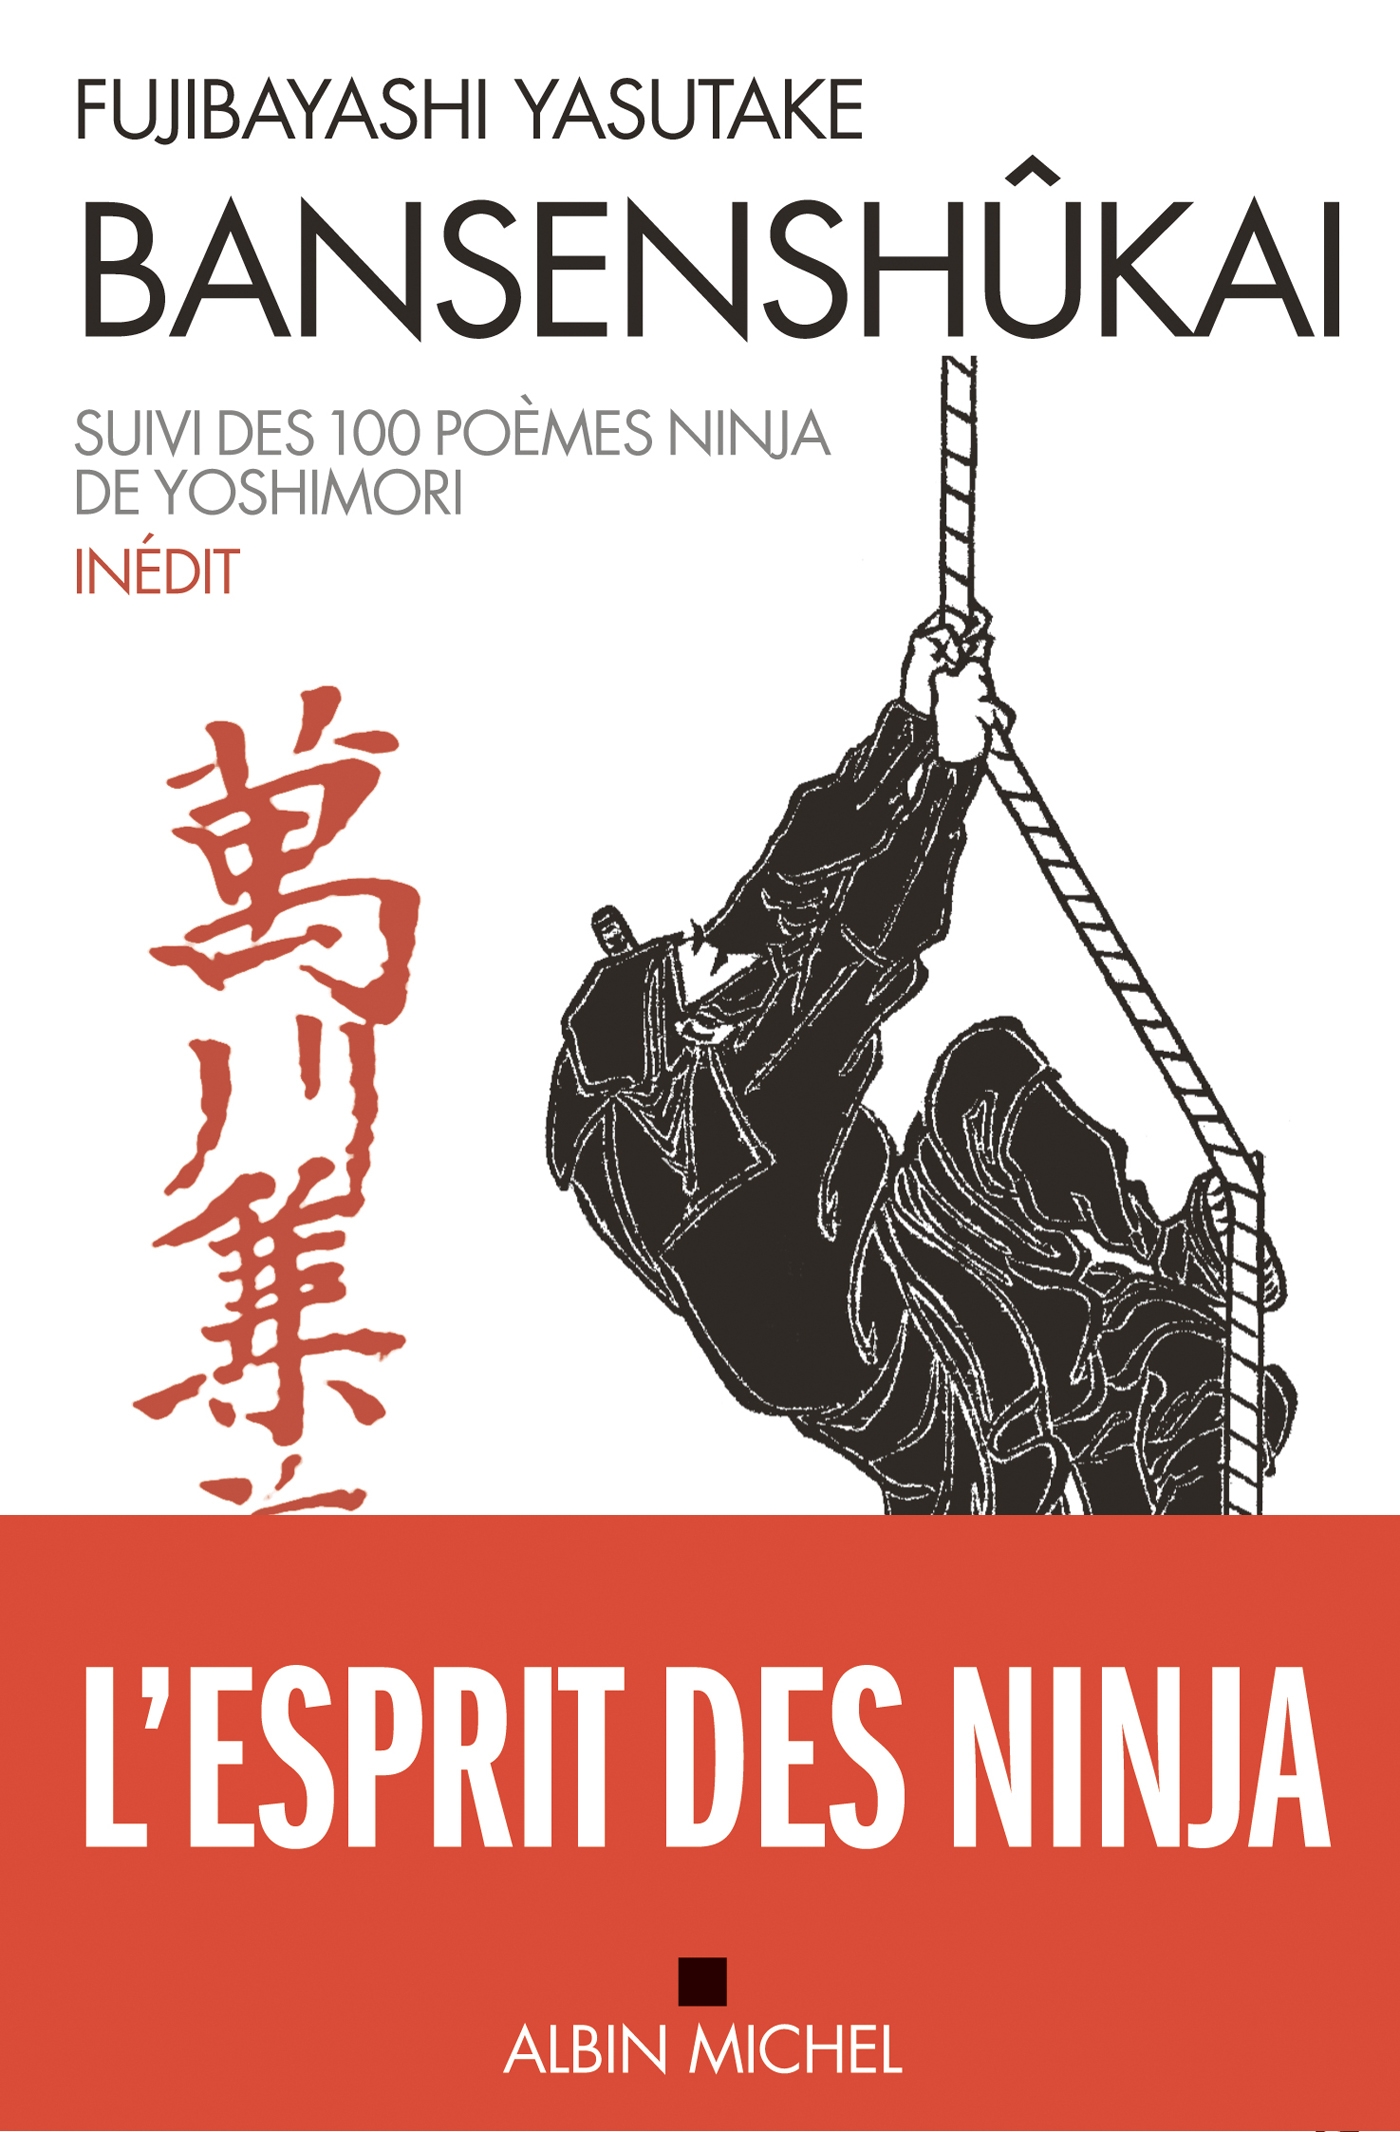 FUJIBAYASHI YASUTAKE
BANSENSHÛKAI
SUIVI DES 100 POÈMES NINJA
DE YOSHIMORI
INÉDIT
萬
川
集
L'ESPRIT DES NINJA
ALBIN MICHEL